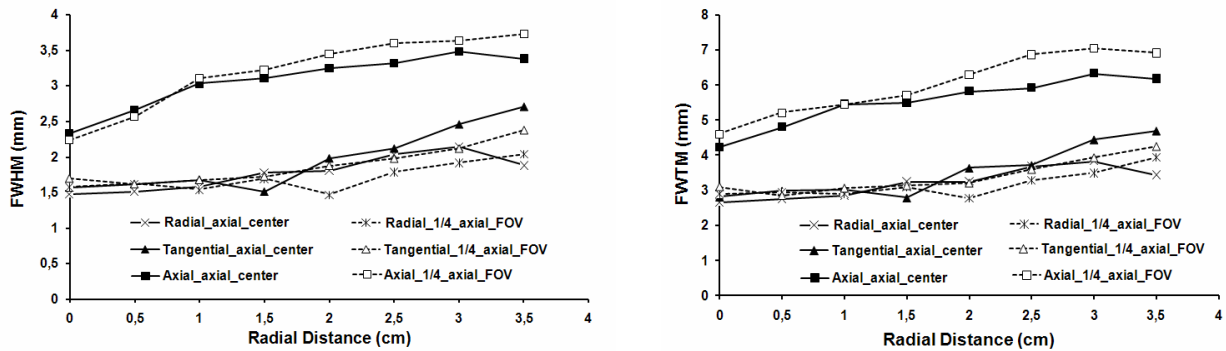 4
3,5
3
2,5
2
1,5
1
0,5
0
FWHM (mm)
Radial_axial_center
Radial_1/4_axial_FOV
Tangential_axial_center
Tangential_1/4_axial_FOV
Axial_axial_center
Axial_1/4_axial_FOV
0 0,5 1 1,5 2 2,5 3 3,5 4
Radial Distance (cm)
8
7
6
5
4
3
2
1
0
FWTM (mm)
Radial_axial_center
Radial_1/4_axial_FOV
Tangential_axial_center
Tangential_1/4_axial_FOV
Axial_axial_center
Axial_1/4_axial_FOV
0 0,5 1 1,5 2 2,5 3 3,5 4
Radial Distance (cm)